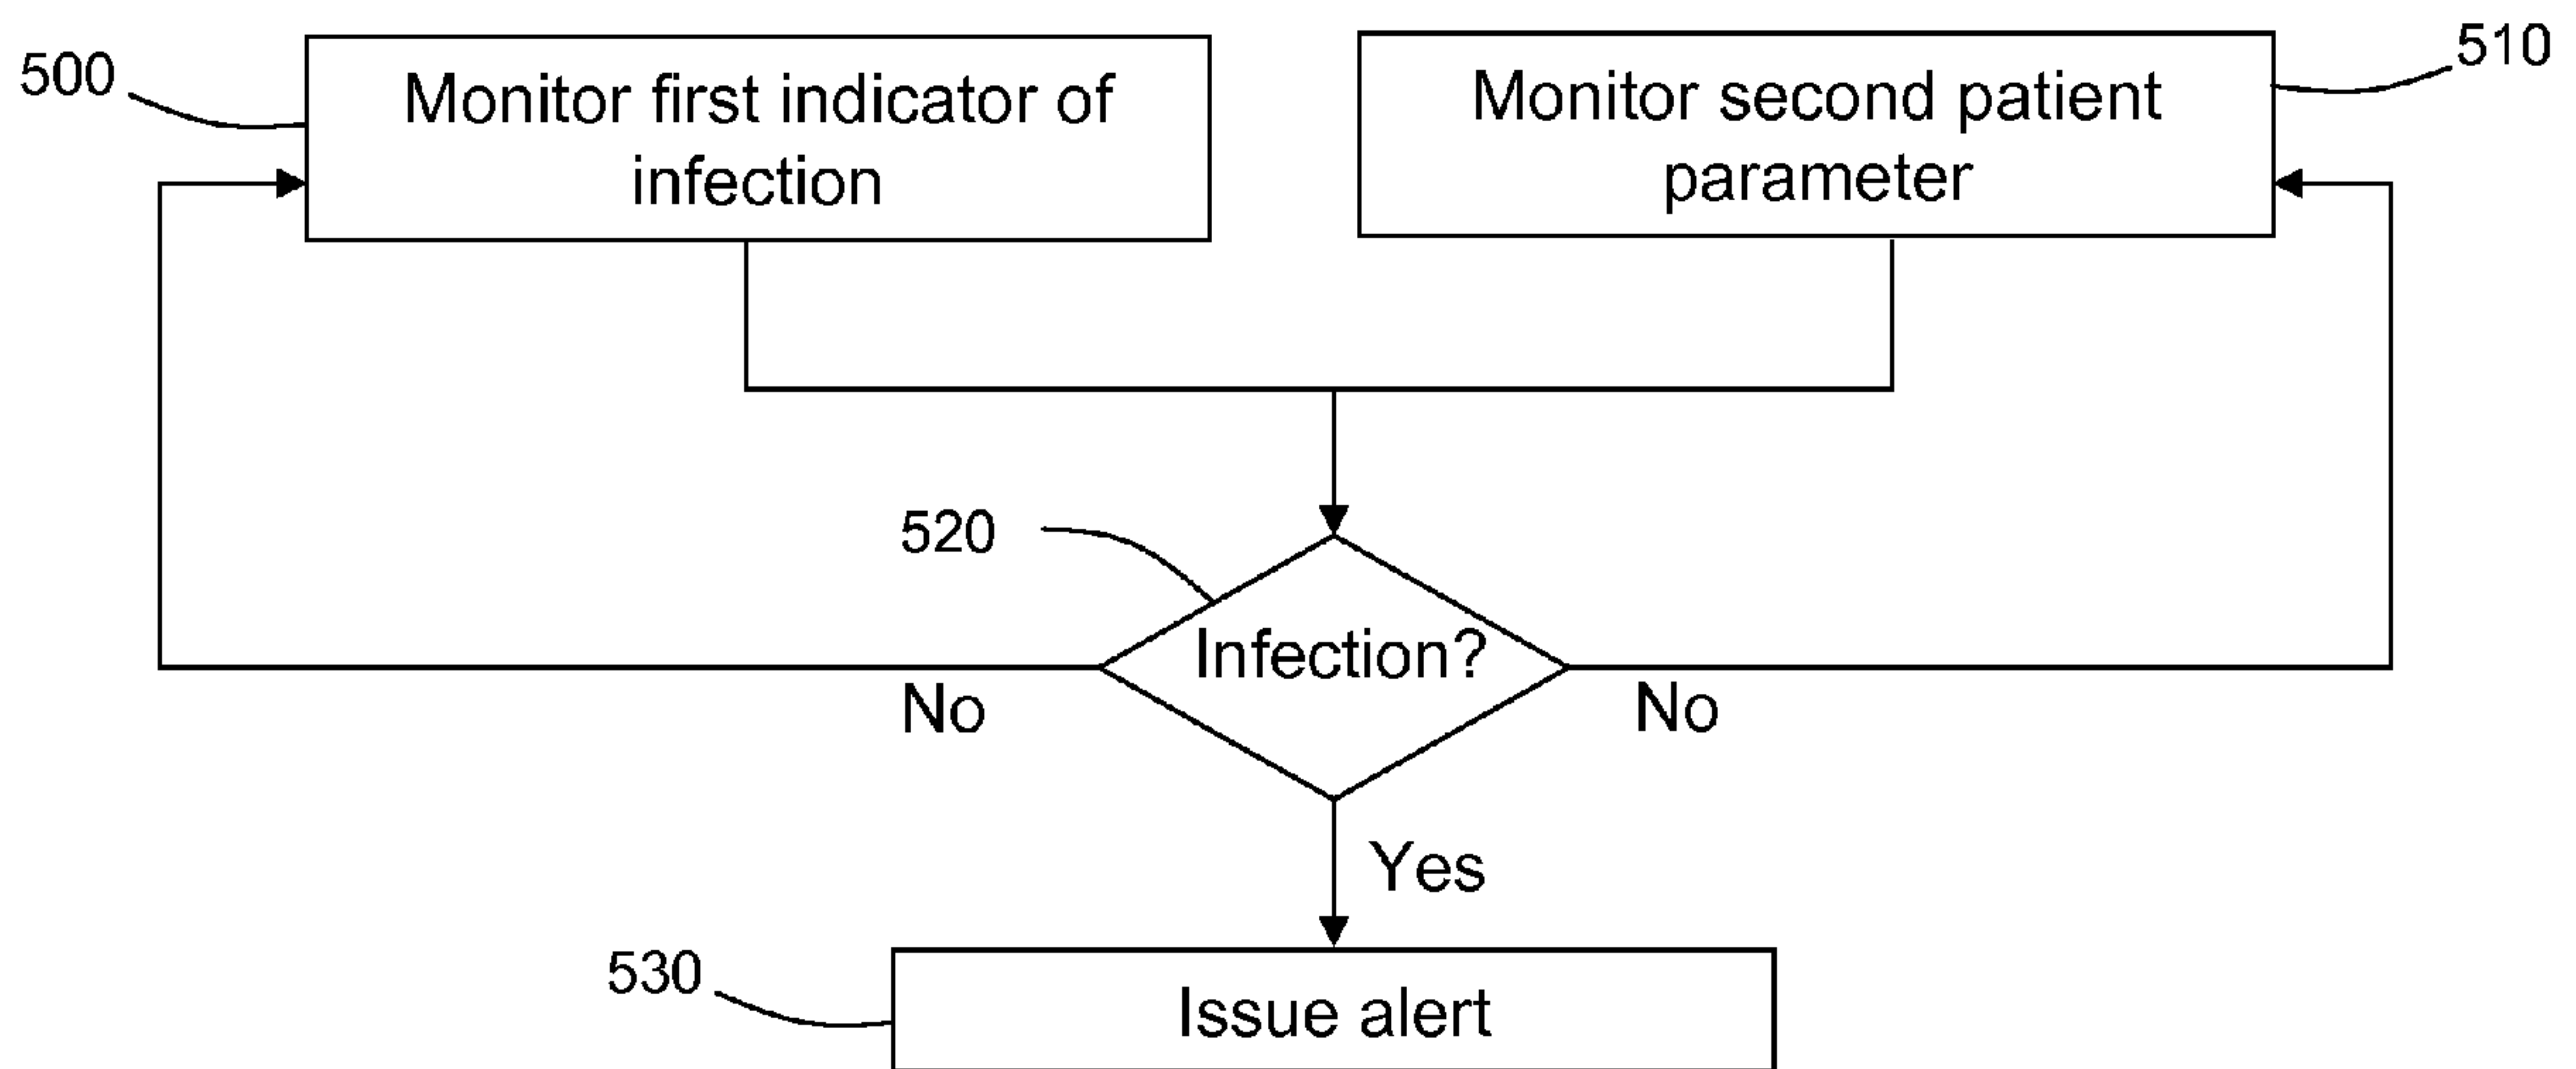 500
Monitor first indicator of
infection
Monitor second patient
parameter
510
520
Infection?
No
No
Yes
530
Issue alert